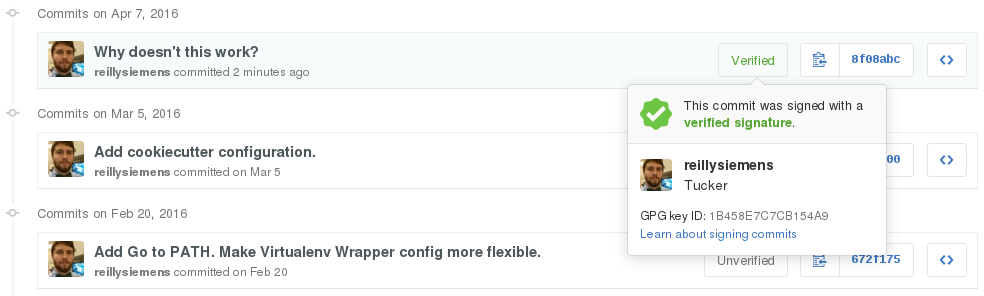 Commits on Apr 7, 2016
Why doesn't this work?
reillysiemens committed 2 minutes ago
Verified
8f08abc
This commit was signed with a
verified signature.
reillysiemens
Tucker
GPG key ID: 1B458E7C7CB154A9
Learn about signing commits
Commits on Mar 5, 2016
Add cookiecutter configuration.
reillysiemens committed on Mar 5
00
Commits on Feb 20, 2016
Add Go to PATH. Make Virtualenv Wrapper config more flexible.
reillysiemens committed on Feb 20
Unverified
672f175